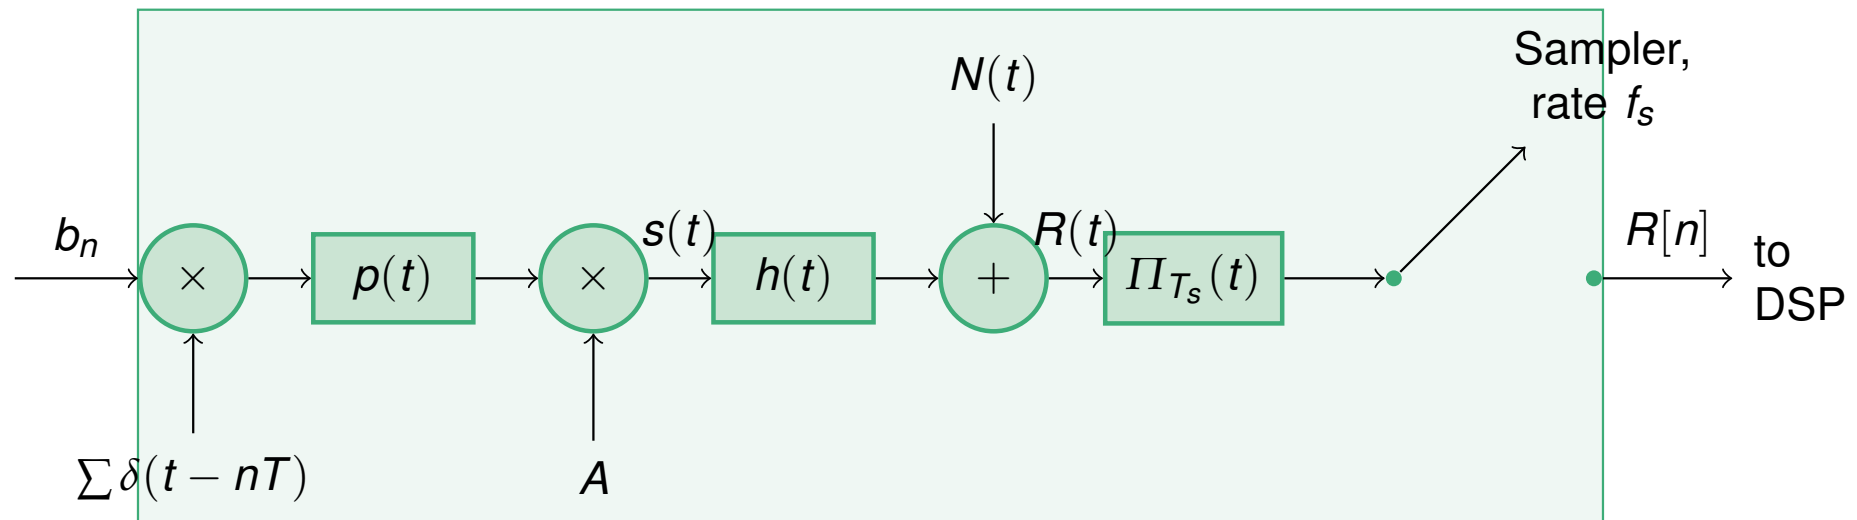 Sampler,
rate f_s
N(t)
b_n
×
p(t)
×
s(t)
h(t)
+
R(t)
Π_{T_s}(t)
R[n]
to
DSP
∑ δ(t − nT)
A